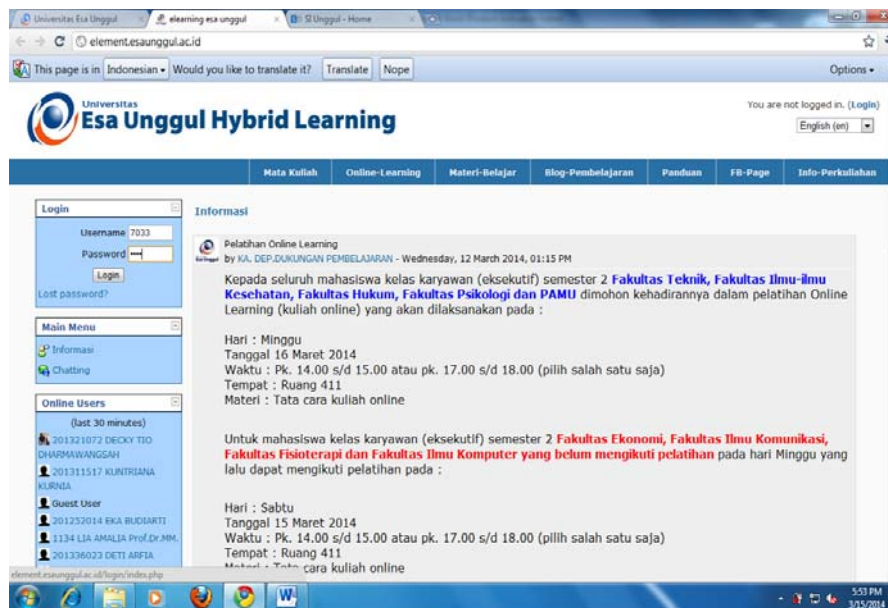 Universitas Esa Unggul
elearning esa unggul
SI Unggul - Home
element.esaunggul.ac.id
This page is in Indonesian Would you like to translate it? Translate Nope Options
Universitas
Esa Unggul Hybrid Learning
You are not logged in. (Login)
English (en)
Mata Kuliah Online-Learning Materi-Belajar Blog-Pembelajaran Panduan FB-Page Info-Perkuliahan
Login
Username 7033
Password
Login
Lost password?
Main Menu
Informasi
Chatting
Online Users
(last 30 minutes)
201321072 DECKY TIO
DHARMAWANGSAH
201311517 KUNTRIANA
KURNIA
Guest User
201252014 EKA BUDIARTI
1134 LIA AMALIA Prof.Dr.MM.
201336023 DETI ARFIA
Informasi
Pelatihan Online Learning
by KA. DEP.DUKUNGAN PEMBELAJARAN - Wednesday, 12 March 2014, 01:15 PM
Kepada seluruh mahasiswa kelas karyawan (eksekutif) semester 2 Fakultas Teknik, Fakultas Ilmu-ilmu
Kesehatan, Fakultas Hukum, Fakultas Psikologi dan PAMU dimohon kehadirannya dalam pelatihan Online
Learning (kuliah online) yang akan dilaksanakan pada :
Hari : Minggu
Tanggal 16 Maret 2014
Waktu : Pk. 14.00 s/d 15.00 atau pk. 17.00 s/d 18.00 (pilih salah satu saja)
Tempat : Ruang 411
Materi : Tata cara kuliah online
Untuk mahasiswa kelas karyawan (eksekutif) semester 2 Fakultas Ekonomi, Fakultas Ilmu Komunikasi,
Fakultas Fisioterapi dan Fakultas Ilmu Komputer yang belum mengikuti pelatihan pada hari Minggu yang
lalu dapat mengikuti pelatihan pada :
Hari : Sabtu
Tanggal 15 Maret 2014
Waktu : Pk. 14.00 s/d 15.00 atau pk. 17.00 s/d 18.00 (pilih salah satu saja)
Tempat : Ruang 411
Materi : Tata cara kuliah online
element.esaunggul.ac.id/login/index.php
5:53 PM
3/15/2014